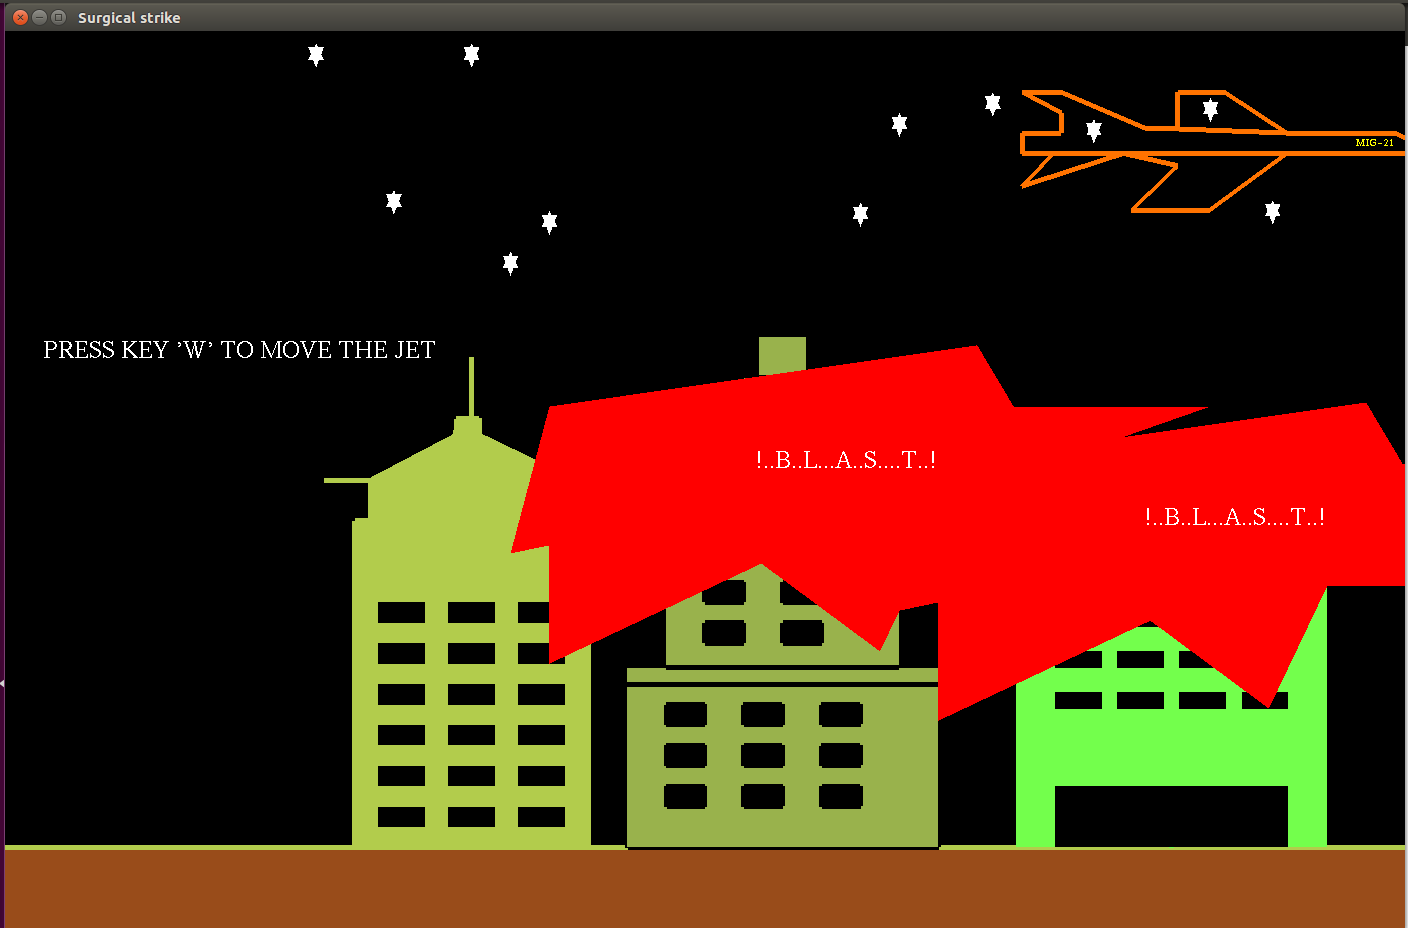 Surgical strike
MIG-21
PRESS KEY 'W' TO MOVE THE JET
!..B..L...A..S....T..!
!..B..L...A..S....T..!